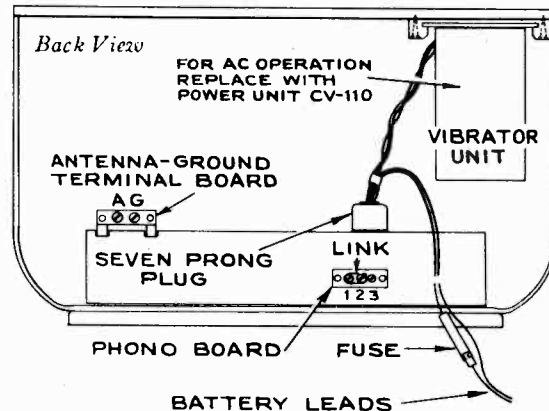 Back View
FOR AC OPERATION
REPLACE WITH
POWER UNIT CV-110
VIBRATOR
UNIT
ANTENNA-GROUND
TERMINAL BOARD
A G
SEVEN PRONG
PLUG
LINK
1 2 3
PHONO BOARD
FUSE
BATTERY LEADS